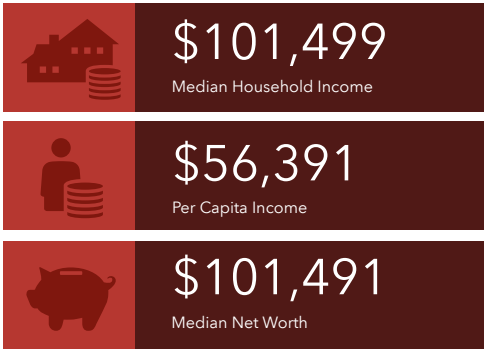 $101,499
Median Household Income
$56,391
Per Capita Income
$101,491
Median Net Worth